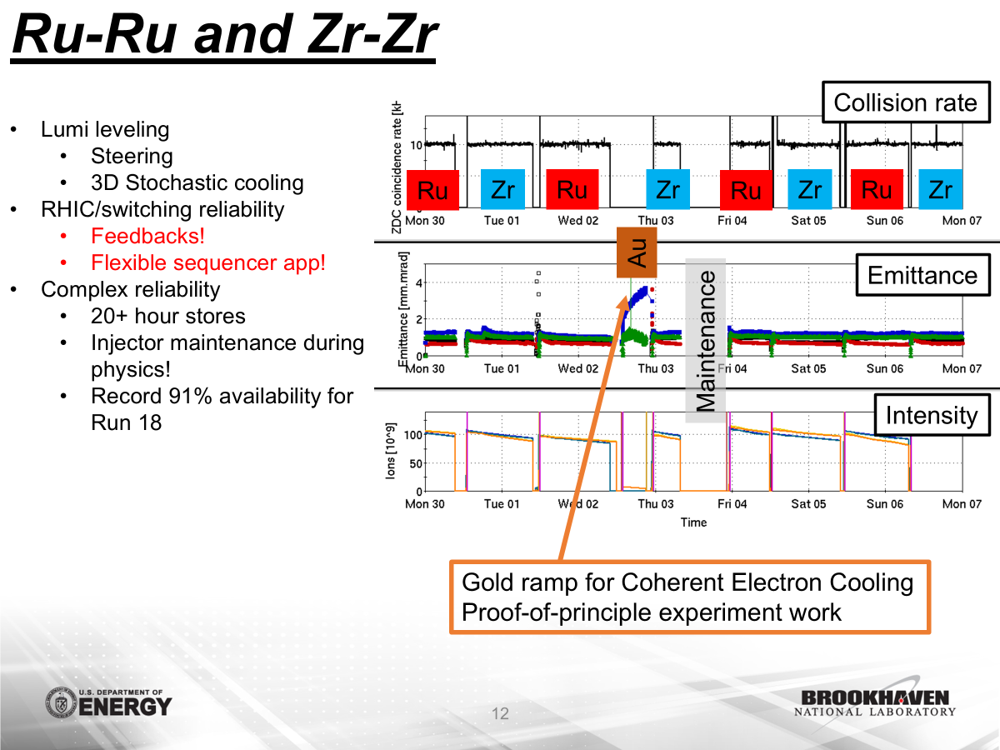 Ru-Ru and Zr-Zr
• Lumi leveling
• Steering
• 3D Stochastic cooling
• RHIC/switching reliability
• Feedbacks!
• Flexible sequencer app!
• Complex reliability
• 20+ hour stores
• Injector maintenance during
physics!
• Record 91% availability for
Run 18
Collision rate
ZDC coincidence rate [kH
10
Ru Zr Ru Zr Ru Zr Ru Zr
Mon 30 Tue 01 Wed 02 Thu 03 Fri 04 Sat 05 Sun 06 Mon 07
Au
Emittance
Emittance [mm.mrad]
4
2
0
Maintenance
Mon 30 Tue 01 Wed 02 Thu 03 Fri 04 Sat 05 Sun 06 Mon 07
Intensity
Ions [10^9]
100
50
0
Mon 30 Tue 01 Wed 02 Thu 03 Fri 04 Sat 05 Sun 06 Mon 07
Time
Gold ramp for Coherent Electron Cooling
Proof-of-principle experiment work
U.S. DEPARTMENT OF
ENERGY
12
BROOKHAVEN
NATIONAL LABORATORY